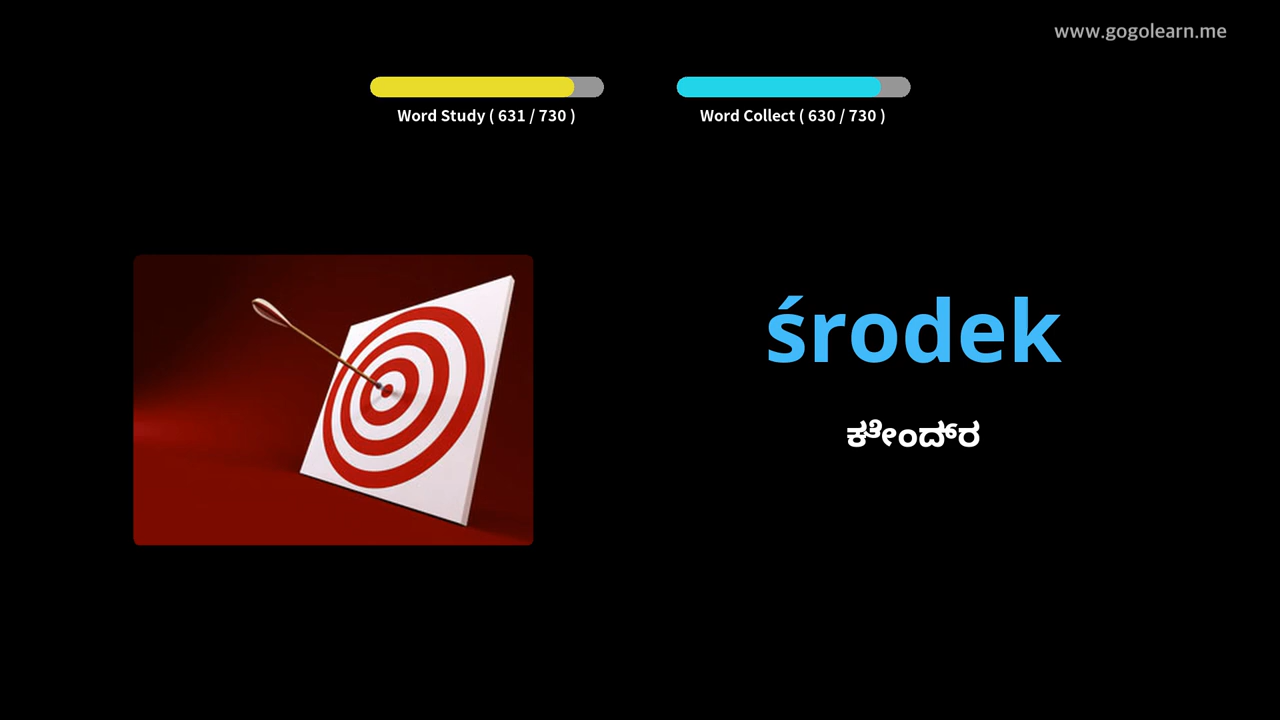 www.gogolearn.me
Word Study ( 631 / 730 )
Word Collect ( 630 / 730 )
środek
ಕೇಂದ್ರ